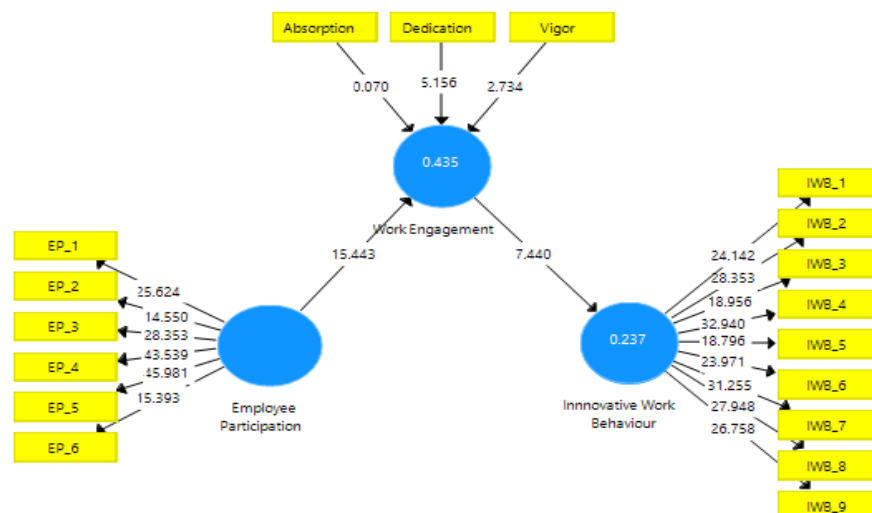 Absorption
Dedication
Vigor
0.070
5.156
2.734
0.435
Work Engagement
15.443
7.440
EP_1
EP_2
EP_3
EP_4
EP_5
EP_6
25.624
14.550
28.353
43.539
45.981
15.393
Employee
Participation
0.237
Innnovative Work
Behaviour
24.142
28.353
18.956
32.940
18.796
23.971
31.255
27.948
26.758
IWB_1
IWB_2
IWB_3
IWB_4
IWB_5
IWB_6
IWB_7
IWB_8
IWB_9